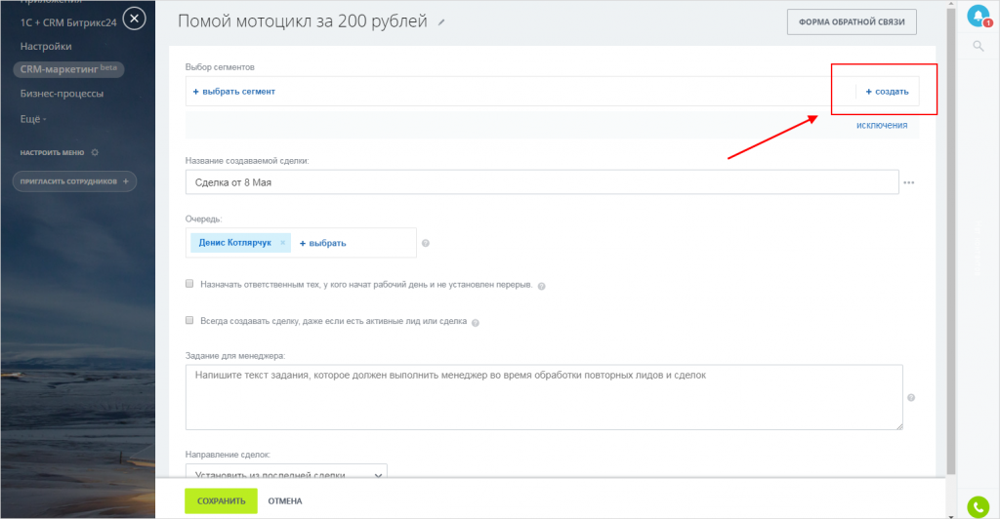 Приложения
1С + CRM Битрикс24
Настройки
CRM-маркетинг beta
Бизнес-процессы
Ещё -
НАСТРОИТЬ МЕНЮ
ПРИГЛАСИТЬ СОТРУДНИКОВ +
Помой мотоцикл за 200 рублей
ФОРМА ОБРАТНОЙ СВЯЗИ
Выбор сегментов
+ выбрать сегмент
+ создать
исключения
Название создаваемой сделки:
Сделка от 8 Мая
Очередь:
Денис Котлярчук ×
+ выбрать
?
Назначать ответственным тех, у кого начат рабочий день и не установлен перерыв. ?
Всегда создавать сделку, даже если есть активные лид или сделка ?
Задание для менеджера:
Напишите текст задания, которое должен выполнить менеджер во время обработки повторных лидов и сделок
?
Направление сделок:
Установить из последней сделки
СОХРАНИТЬ
ОТМЕНА
1